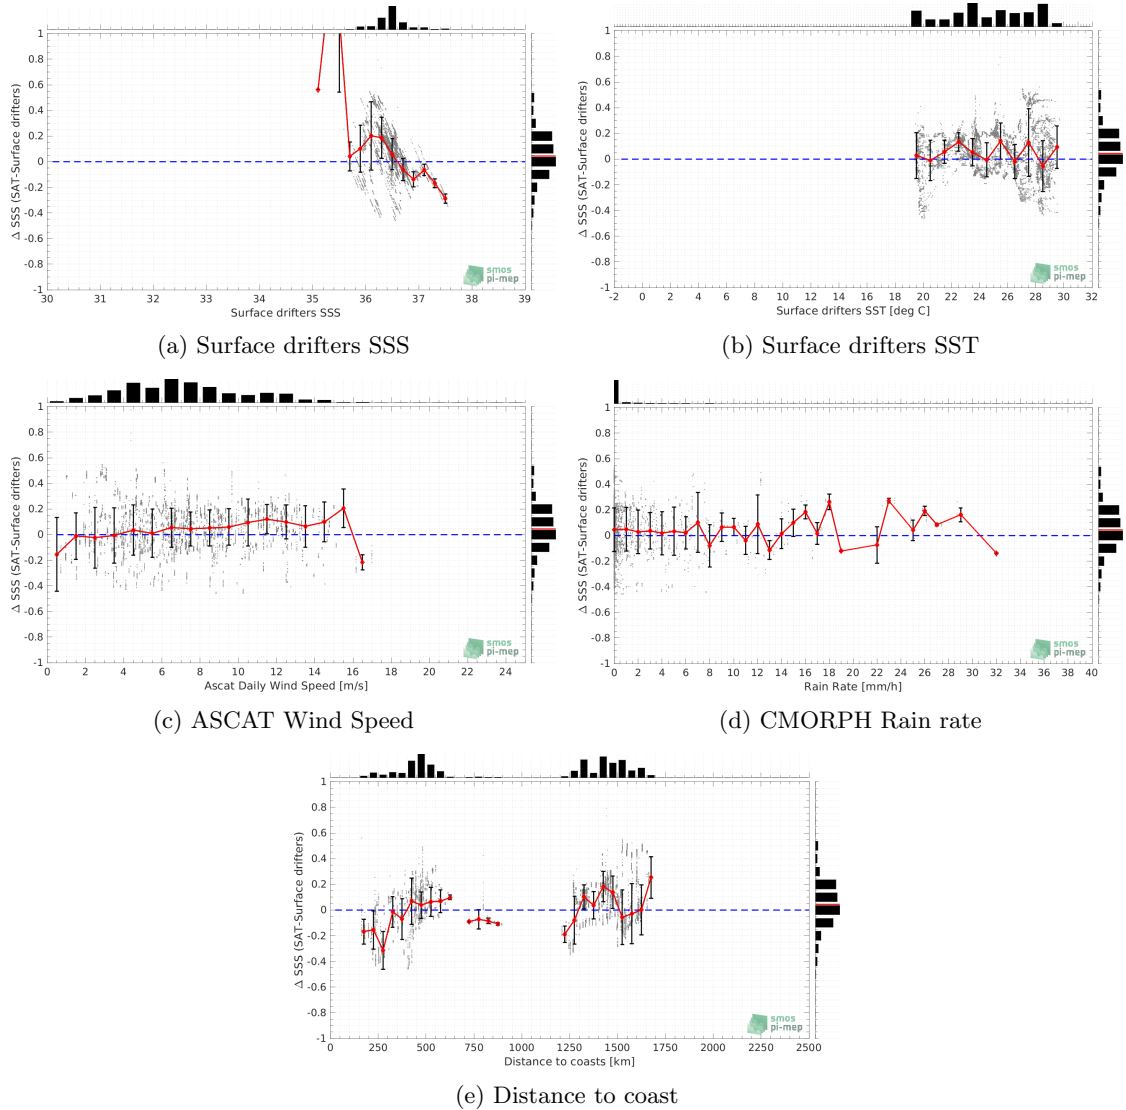 1
0.8
0.6
0.4
0.2
0
-0.2
-0.4
-0.6
-0.8
-1
Δ SSS (SAT-Surface drifters)
30 31 32 33 34 35 36 37 38 39
Surface drifters SSS
smos
pi-mep
(a) Surface drifters SSS
1
0.8
0.6
0.4
0.2
0
-0.2
-0.4
-0.6
-0.8
-1
Δ SSS (SAT-Surface drifters)
-2 0 2 4 6 8 10 12 14 16 18 20 22 24 26 28 30 32
Surface drifters SST [deg C]
smos
pi-mep
(b) Surface drifters SST
1
0.8
0.6
0.4
0.2
0
-0.2
-0.4
-0.6
-0.8
-1
Δ SSS (SAT-Surface drifters)
0 2 4 6 8 10 12 14 16 18 20 22 24
Ascat Daily Wind Speed [m/s]
smos
pi-mep
(c) ASCAT Wind Speed
1
0.8
0.6
0.4
0.2
0
-0.2
-0.4
-0.6
-0.8
-1
Δ SSS (SAT-Surface drifters)
0 2 4 6 8 10 12 14 16 18 20 22 24 26 28 30 32 34 36 38 40
Rain Rate [mm/h]
smos
pi-mep
(d) CMORPH Rain rate
1
0.8
0.6
0.4
0.2
0
-0.2
-0.4
-0.6
-0.8
-1
Δ SSS (SAT-Surface drifters)
0 250 500 750 1000 1250 1500 1750 2000 2250 2500
Distance to coasts [km]
smos
pi-mep
(e) Distance to coast